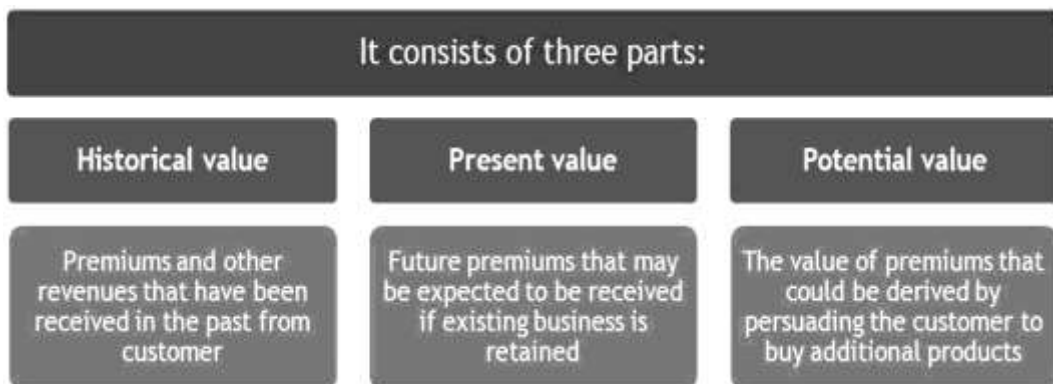 It consists of three parts:
Historical value
Present value
Potential value
Premiums and other
revenues that have been
received in the past from
customer
Future premiums that may
be expected to be received
if existing business is
retained
The value of premiums that
could be derived by
persuading the customer to
buy additional products